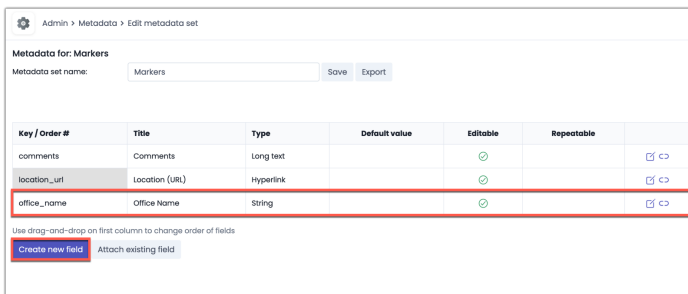 Admin > Metadata > Edit metadata set
Metadata for: Markers
Metadata set name: Markers Save Export
Key / Order # Title Type Default value Editable Repeatable
comments Comments Long text
location_url Location (URL) Hyperlink
office_name Office Name String
Use drag-and-drop on first column to change order of fields
Create new field Attach existing field